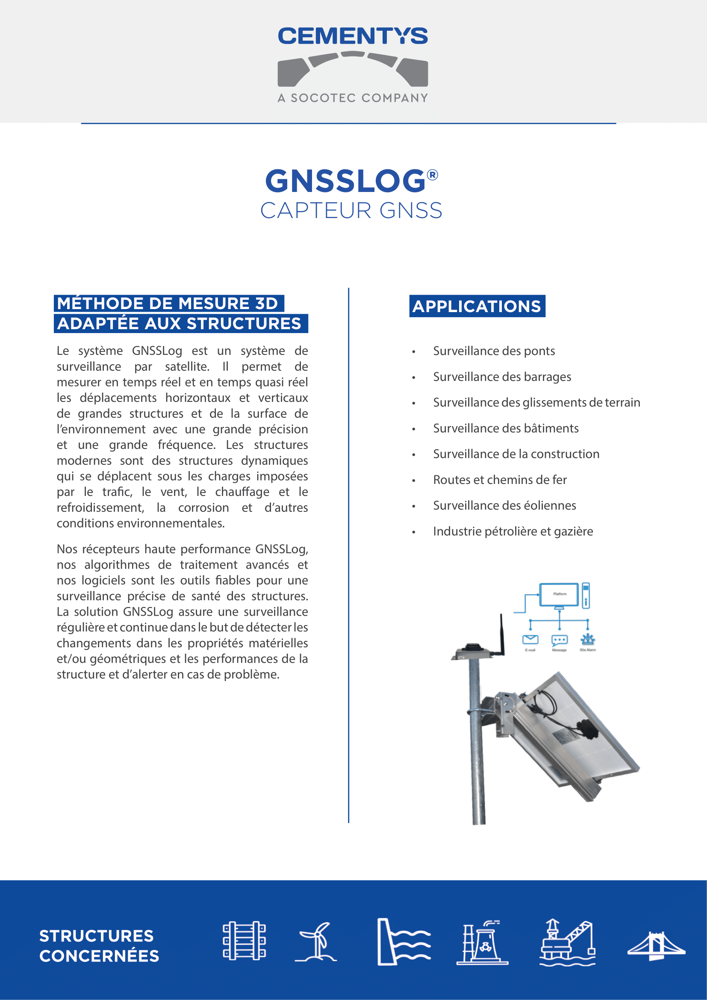 CEMENTYS
A SOCOTEC COMPANY
GNSSLOG®
CAPTEUR GNSS
MÉTHODE DE MESURE 3D
ADAPTÉE AUX STRUCTURES
Le système GNSSLog est un système de
surveillance par satellite. Il permet de
mesurer en temps réel et en temps quasi réel
les déplacements horizontaux et verticaux
de grandes structures et de la surface de
l’environnement avec une grande précision
et une grande fréquence. Les structures
modernes sont des structures dynamiques
qui se déplacent sous les charges imposées
par le trafic, le vent, le chauffage et le
refroidissement, la corrosion et d’autres
conditions environnementales.
Nos récepteurs haute performance GNSSLog,
nos algorithmes de traitement avancés et
nos logiciels sont les outils fiables pour une
surveillance précise de santé des structures.
La solution GNSSLog assure une surveillance
régulière et continue dans le but de détecter les
changements dans les propriétés matérielles
et/ou géométriques et les performances de la
structure et d’alerter en cas de problème.
APPLICATIONS
• Surveillance des ponts
• Surveillance des barrages
• Surveillance des glissements de terrain
• Surveillance des bâtiments
• Surveillance de la construction
• Routes et chemins de fer
• Surveillance des éoliennes
• Industrie pétrolière et gazière
Platform
E-mail Message Site Alarm
STRUCTURES
CONCERNÉES